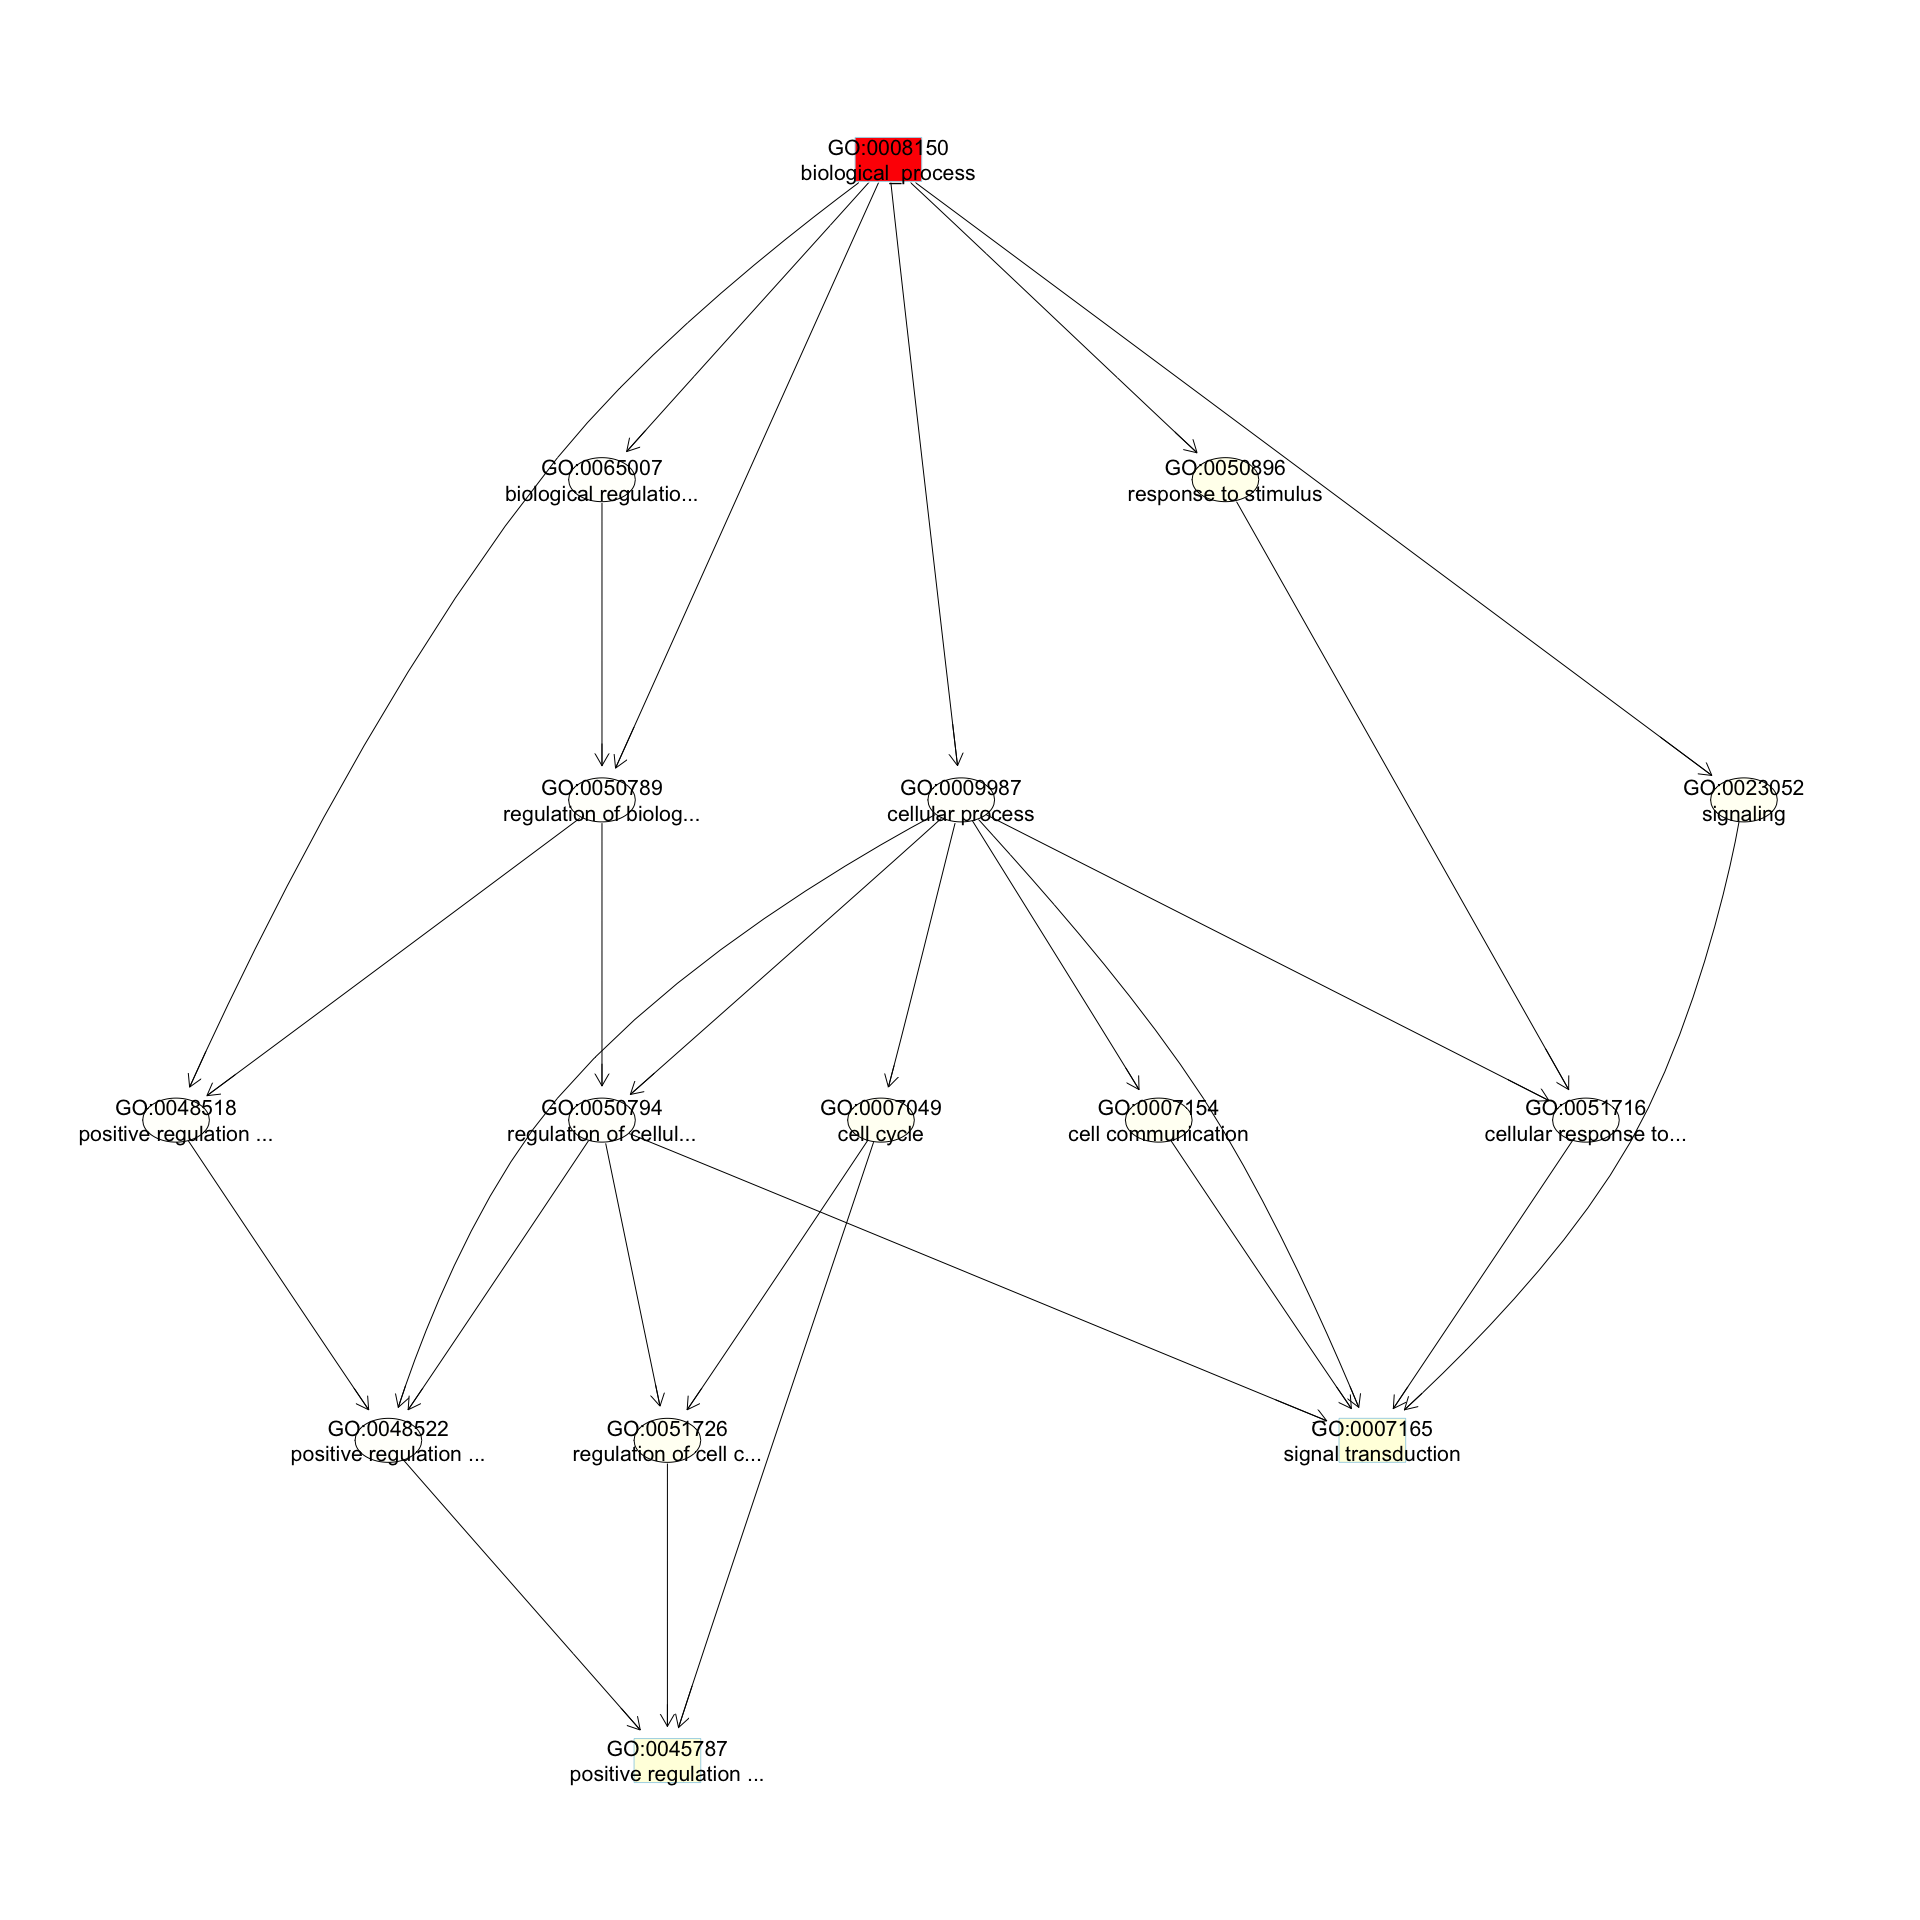 GO:0008150
biological_process
GO:0065007
biological regulatio...
GO:0050896
response to stimulus
GO:0050789
regulation of biolog...
GO:0009987
cellular process
GO:0023052
signaling
GO:0048518
positive regulation ...
GO:0050794
regulation of cellul...
GO:0007049
cell cycle
GO:0007154
cell communication
GO:0051716
cellular response to...
GO:0048522
positive regulation ...
GO:0051726
regulation of cell c...
GO:0007165
signal transduction
GO:0045787
positive regulation ...